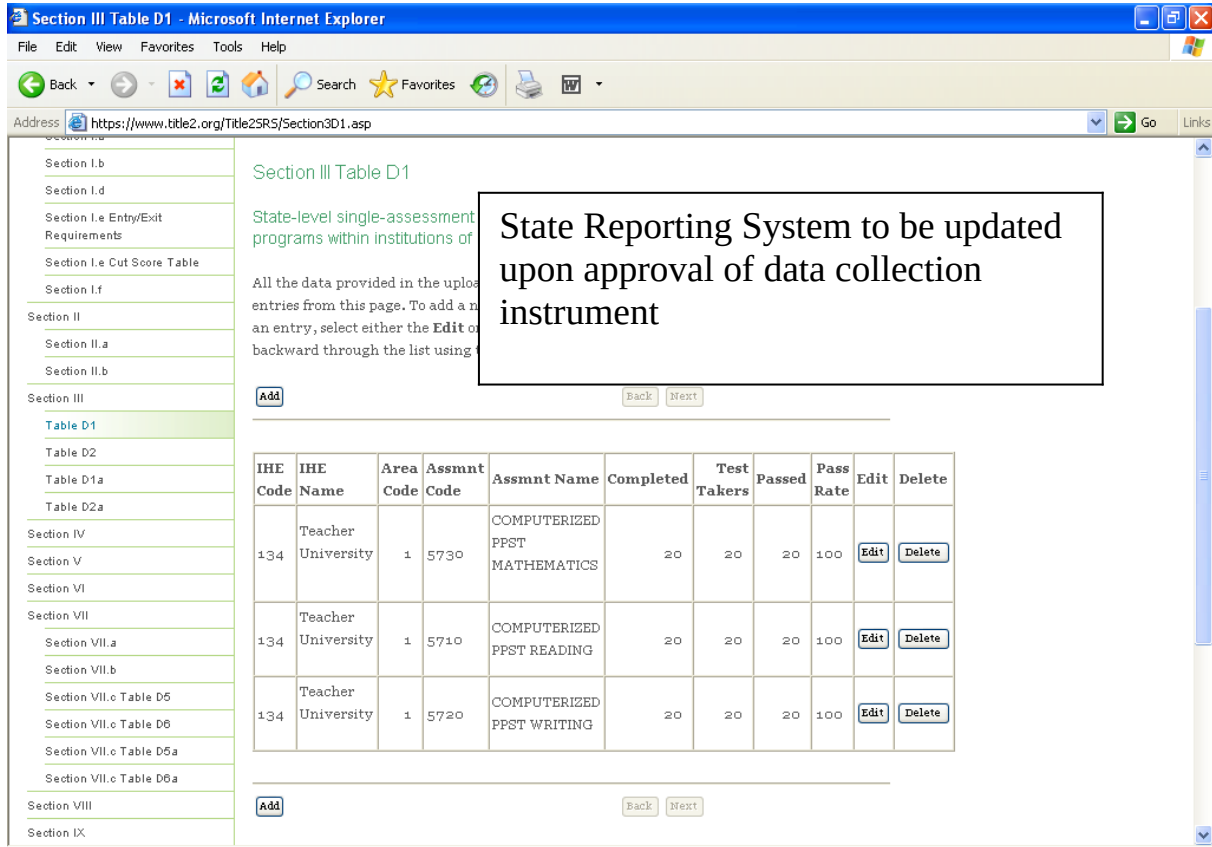 Section III Table D1 - Microsoft Internet Explorer
File Edit View Favorites Tools Help
Back Search Favorites
Address https://www.title2.org/Title2SRS/Section3D1.asp Go Links
Section I.b
Section I.d
Section I.e Entry/Exit
Requirements
Section I.e Cut Score Table
Section I.f
Section II
Section II.a
Section II.b
Section III
Table D1
Table D2
Table D1a
Table D2a
Section IV
Section V
Section VI
Section VII
Section VII.a
Section VII.b
Section VII.c Table D5
Section VII.c Table D6
Section VII.c Table D5a
Section VII.c Table D6a
Section VIII
Section IX
Section III Table D1
State-level single-assessment
programs within institutions of
All the data provided in the
entries from this page. To add a
an entry, select either the Edit
backward through the list using
State Reporting System to be updated
upon approval of data collection
instrument
Add Back Next
IHE Code IHE Name Area Code Assmnt Code Assmnt Name Completed Test Takers Passed Pass Rate Edit Delete
134 Teacher University 1 5730 COMPUTERIZED PPST MATHEMATICS 20 20 20 100 Edit Delete
134 Teacher University 1 5710 COMPUTERIZED PPST READING 20 20 20 100 Edit Delete
134 Teacher University 1 5720 COMPUTERIZED PPST WRITING 20 20 20 100 Edit Delete
Add Back Next